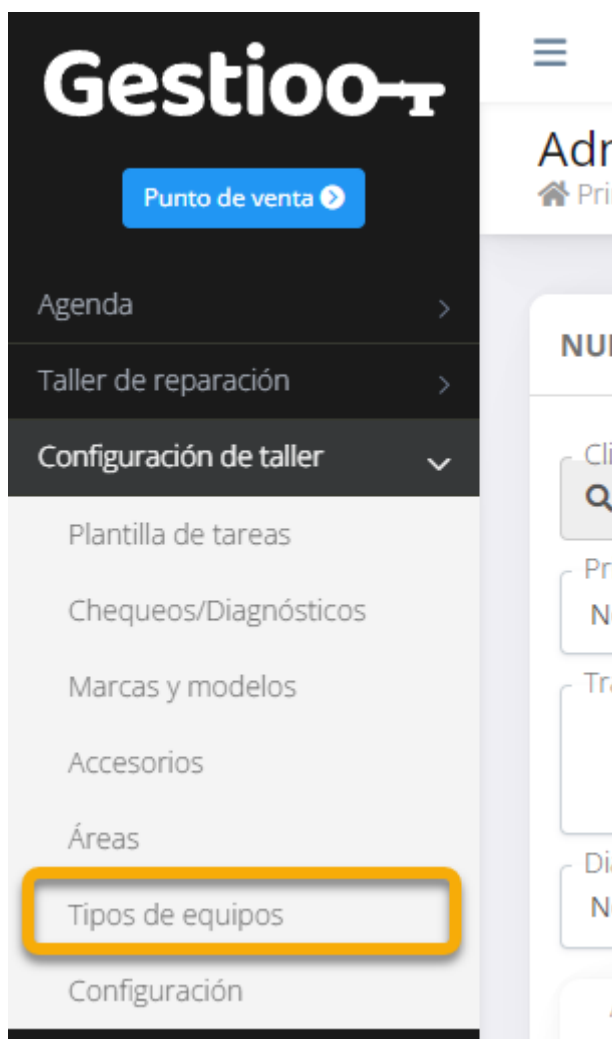 Gestioo
Punto de venta
Agenda
Taller de reparación
Configuración de taller
Plantilla de tareas
Chequeos/Diagnósticos
Marcas y modelos
Accesorios
Áreas
Tipos de equipos
Configuración